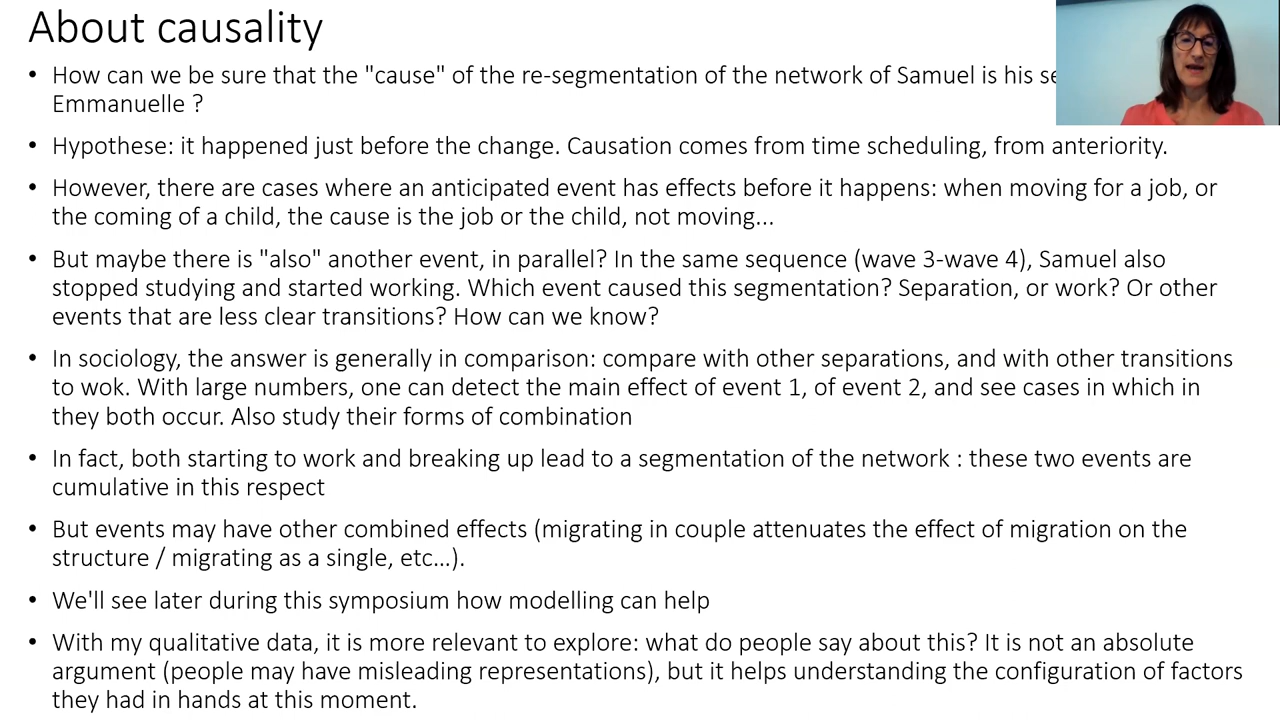 About causality
• How can we be sure that the "cause" of the re-segmentation of the network of Samuel is his
Emmanuelle ?
• Hypothese: it happened just before the change. Causation comes from time scheduling, from anteriority.
• However, there are cases where an anticipated event has effects before it happens: when moving for a job, or
the coming of a child, the cause is the job or the child, not moving...
• But maybe there is "also" another event, in parallel? In the same sequence (wave 3-wave 4), Samuel also
stopped studying and started working. Which event caused this segmentation? Separation, or work? Or other
events that are less clear transitions? How can we know?
• In sociology, the answer is generally in comparison: compare with other separations, and with other transitions
to wok. With large numbers, one can detect the main effect of event 1, of event 2, and see cases in which in
they both occur. Also study their forms of combination
• In fact, both starting to work and breaking up lead to a segmentation of the network : these two events are
cumulative in this respect
• But events may have other combined effects (migrating in couple attenuates the effect of migration on the
structure / migrating as a single, etc...).
• We'll see later during this symposium how modelling can help
• With my qualitative data, it is more relevant to explore: what do people say about this? It is not an absolute
argument (people may have misleading representations), but it helps understanding the configuration of factors
they had in hands at this moment.